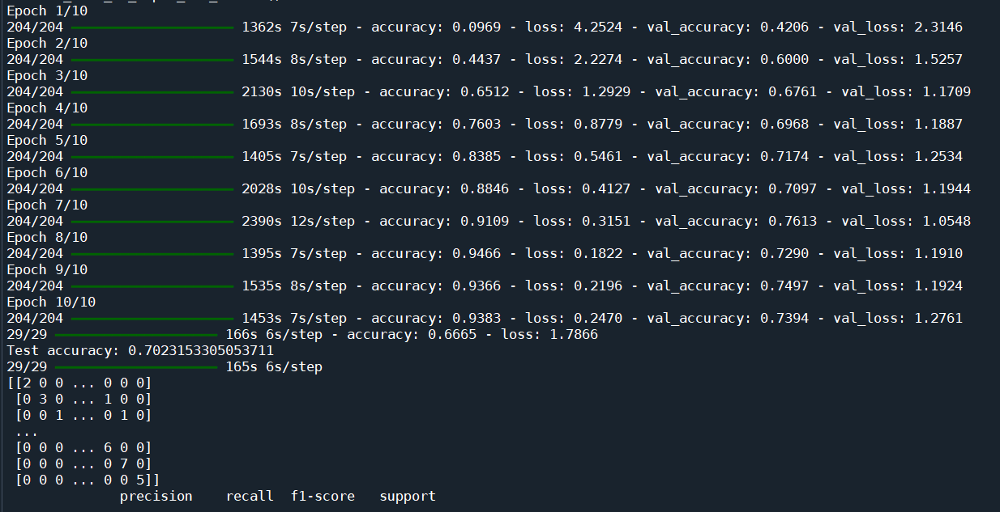 Epoch 1/10
204/204 1362s 7s/step - accuracy: 0.0969 - loss: 4.2524 - val_accuracy: 0.4206 - val_loss: 2.3146
Epoch 2/10
204/204 1544s 8s/step - accuracy: 0.4437 - loss: 2.2274 - val_accuracy: 0.6000 - val_loss: 1.5257
Epoch 3/10
204/204 2130s 10s/step - accuracy: 0.6512 - loss: 1.2929 - val_accuracy: 0.6761 - val_loss: 1.1709
Epoch 4/10
204/204 1693s 8s/step - accuracy: 0.7603 - loss: 0.8779 - val_accuracy: 0.6968 - val_loss: 1.1887
Epoch 5/10
204/204 1405s 7s/step - accuracy: 0.8385 - loss: 0.5461 - val_accuracy: 0.7174 - val_loss: 1.2534
Epoch 6/10
204/204 2028s 10s/step - accuracy: 0.8846 - loss: 0.4127 - val_accuracy: 0.7097 - val_loss: 1.1944
Epoch 7/10
204/204 2390s 12s/step - accuracy: 0.9109 - loss: 0.3151 - val_accuracy: 0.7613 - val_loss: 1.0548
Epoch 8/10
204/204 1395s 7s/step - accuracy: 0.9466 - loss: 0.1822 - val_accuracy: 0.7290 - val_loss: 1.1910
Epoch 9/10
204/204 1535s 8s/step - accuracy: 0.9366 - loss: 0.2196 - val_accuracy: 0.7497 - val_loss: 1.1924
Epoch 10/10
204/204 1453s 7s/step - accuracy: 0.9383 - loss: 0.2470 - val_accuracy: 0.7394 - val_loss: 1.2761
29/29 166s 6s/step - accuracy: 0.6665 - loss: 1.7866
Test accuracy: 0.7023153305053711
29/29 165s 6s/step
[[2 0 0 ... 0 0 0]
[0 3 0 ... 1 0 0]
[0 0 1 ... 0 1 0]
...
[0 0 0 ... 6 0 0]
[0 0 0 ... 0 7 0]
[0 0 0 ... 0 0 5]]
precision recall f1-score support